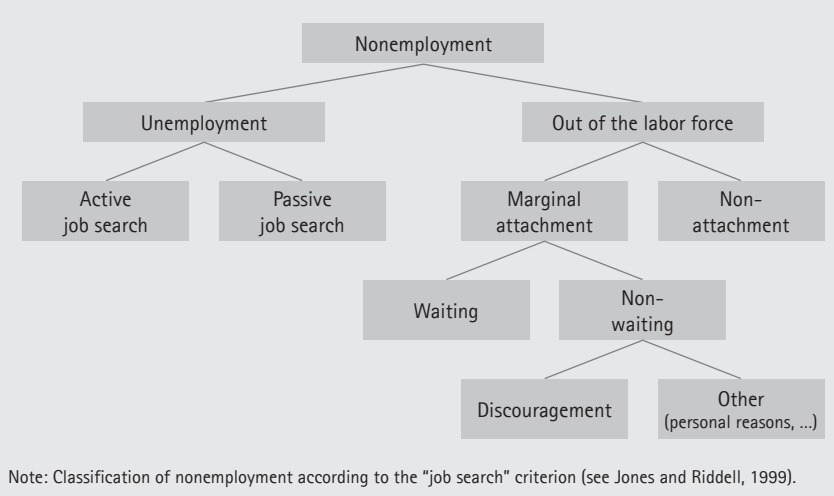 Nonemployment
Unemployment
Out of the labor force
Active
job search
Passive
job search
Marginal
attachment
Non-
attachment
Waiting
Non-
waiting
Discouragement
Other
(personal reasons, ...)
Note: Classification of nonemployment according to the “job search” criterion (see Jones and Riddell, 1999).